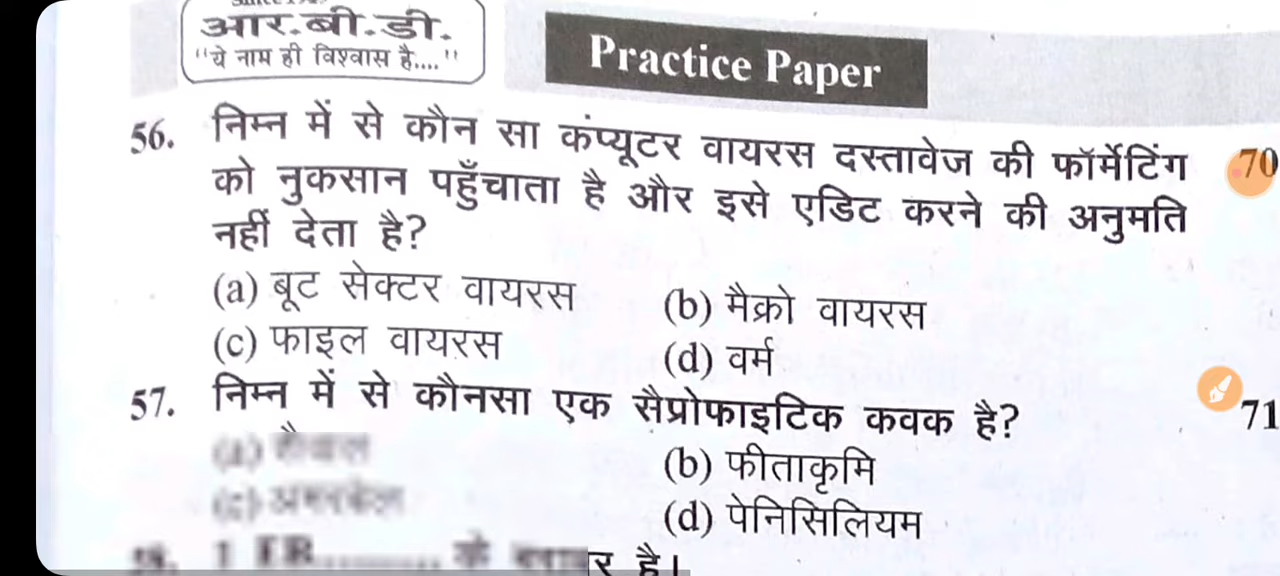 आर.बी.डी.
"ये नाम ही विश्वास है...."
Practice Paper
56. निम्न में से कौन सा कंप्यूटर वायरस दस्तावेज की फॉर्मेटिंग
को नुकसान पहुँचाता है और इसे एडिट करने की अनुमति
नहीं देता है?
(a) बूट सेक्टर वायरस (b) मैक्रो वायरस
(c) फाइल वायरस (d) वर्म
57. निम्न में से कौनसा एक सैप्रोफाइटिक कवक है?
(b) फीताकृमि
(d) पेनिसिलियम
है।
70
71